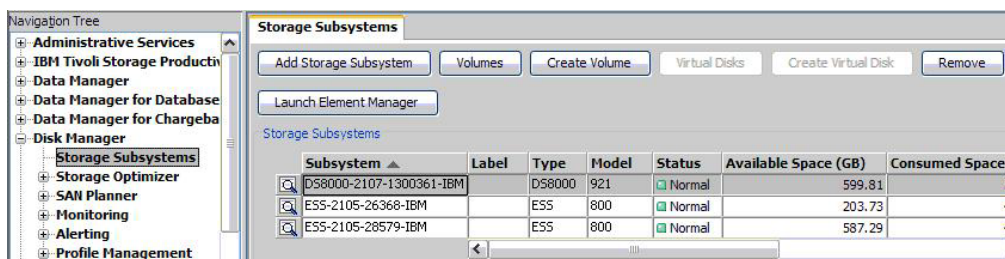 Navigation Tree
Administrative Services
IBM Tivoli Storage Productiv
Data Manager
Data Manager for Database
Data Manager for Chargeba
Disk Manager
Storage Subsystems
Storage Optimizer
SAN Planner
Monitoring
Alerting
Profile Management
Storage Subsystems
Add Storage Subsystem Volumes Create Volume Virtual Disks Create Virtual Disk Remove
Launch Element Manager
Storage Subsystems
Subsystem Label Type Model Status Available Space (GB) Consumed Space
DS8000-2107-1300361-IBM DS8000 921 Normal 599.81
ESS-2105-26368-IBM ESS 800 Normal 203.73
ESS-2105-28579-IBM ESS 800 Normal 587.29